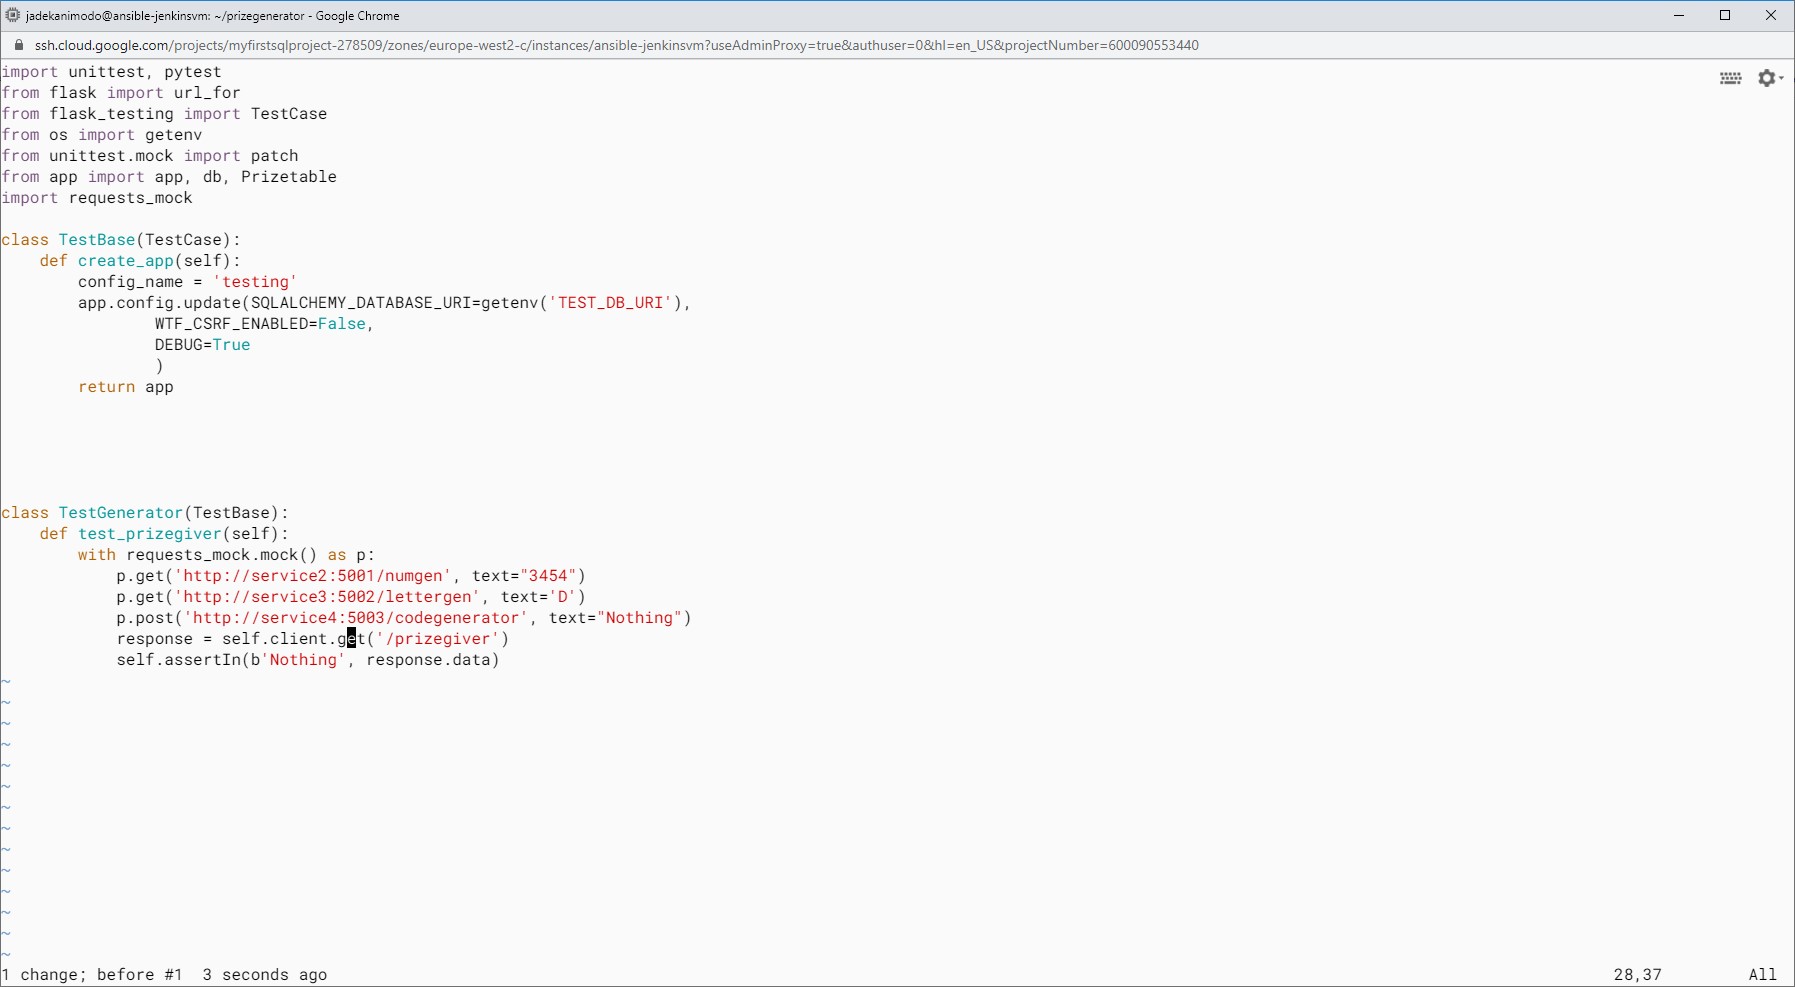 jadekanimodo@ansible-jenkinsvm: ~/prizegenerator - Google Chrome
ssh.cloud.google.com/projects/myfirstsqlproject-278509/zones/europe-west2-c/instances/ansible-jenkinsvm?useAdminProxy=true&authuser=0&hl=en_US&projectNumber=600090553440
import unittest, pytest
from flask import url_for
from flask_testing import TestCase
from os import getenv
from unittest.mock import patch
from app import app, db, Prizetable
import requests_mock
class TestBase(TestCase):
    def create_app(self):
        config_name = 'testing'
        app.config.update(SQLALCHEMY_DATABASE_URI=getenv('TEST_DB_URI'),
                WTF_CSRF_ENABLED=False,
                DEBUG=True
                )
        return app
class TestGenerator(TestBase):
    def test_prizegiver(self):
        with requests_mock.mock() as p:
            p.get('http://service2:5001/numgen', text="3454")
            p.get('http://service3:5002/lettergen', text='D')
            p.post('http://service4:5003/codegenerator', text="Nothing")
            response = self.client.get('/prizegiver')
            self.assertIn(b'Nothing', response.data)
~
~
~
~
~
~
~
~
~
~
~
~
~
~
1 change; before #1  3 seconds ago 28,37 All